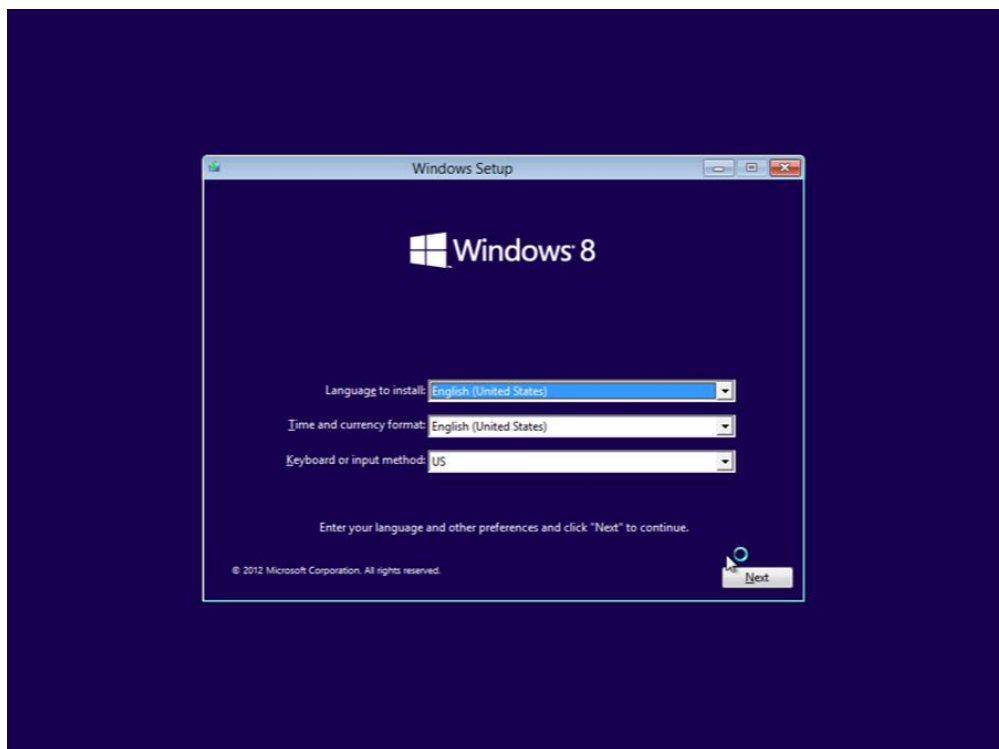 Windows Setup
Windows 8
Language to install: English (United States)
Time and currency format: English (United States)
Keyboard or input method: US
Enter your language and other preferences and click "Next" to continue.
© 2012 Microsoft Corporation. All rights reserved.
Next